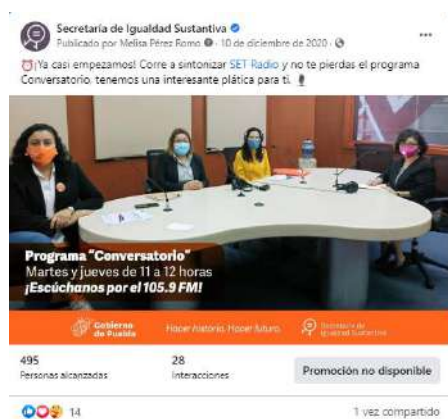 Secretaría de Igualdad Sustantiva
Publicado por Melisa Pérez Romo · 10 de diciembre de 2020 ·
¡Ya casi empezamos! Corre a sintonizar SET Radio y no te pierdas el programa
Conversatorio, tenemos una interesante plática para ti.
Programa "Conversatorio"
Martes y jueves de 11 a 12 horas
¡Escúchanos por el 105.9 FM!
Gobierno
de Puebla
Hacer historia. Hacer futuro.
Secretaría de
Igualdad Sustantiva
495
Personas alcanzadas
28
Interacciones
Promoción no disponible
14
1 vez compartido